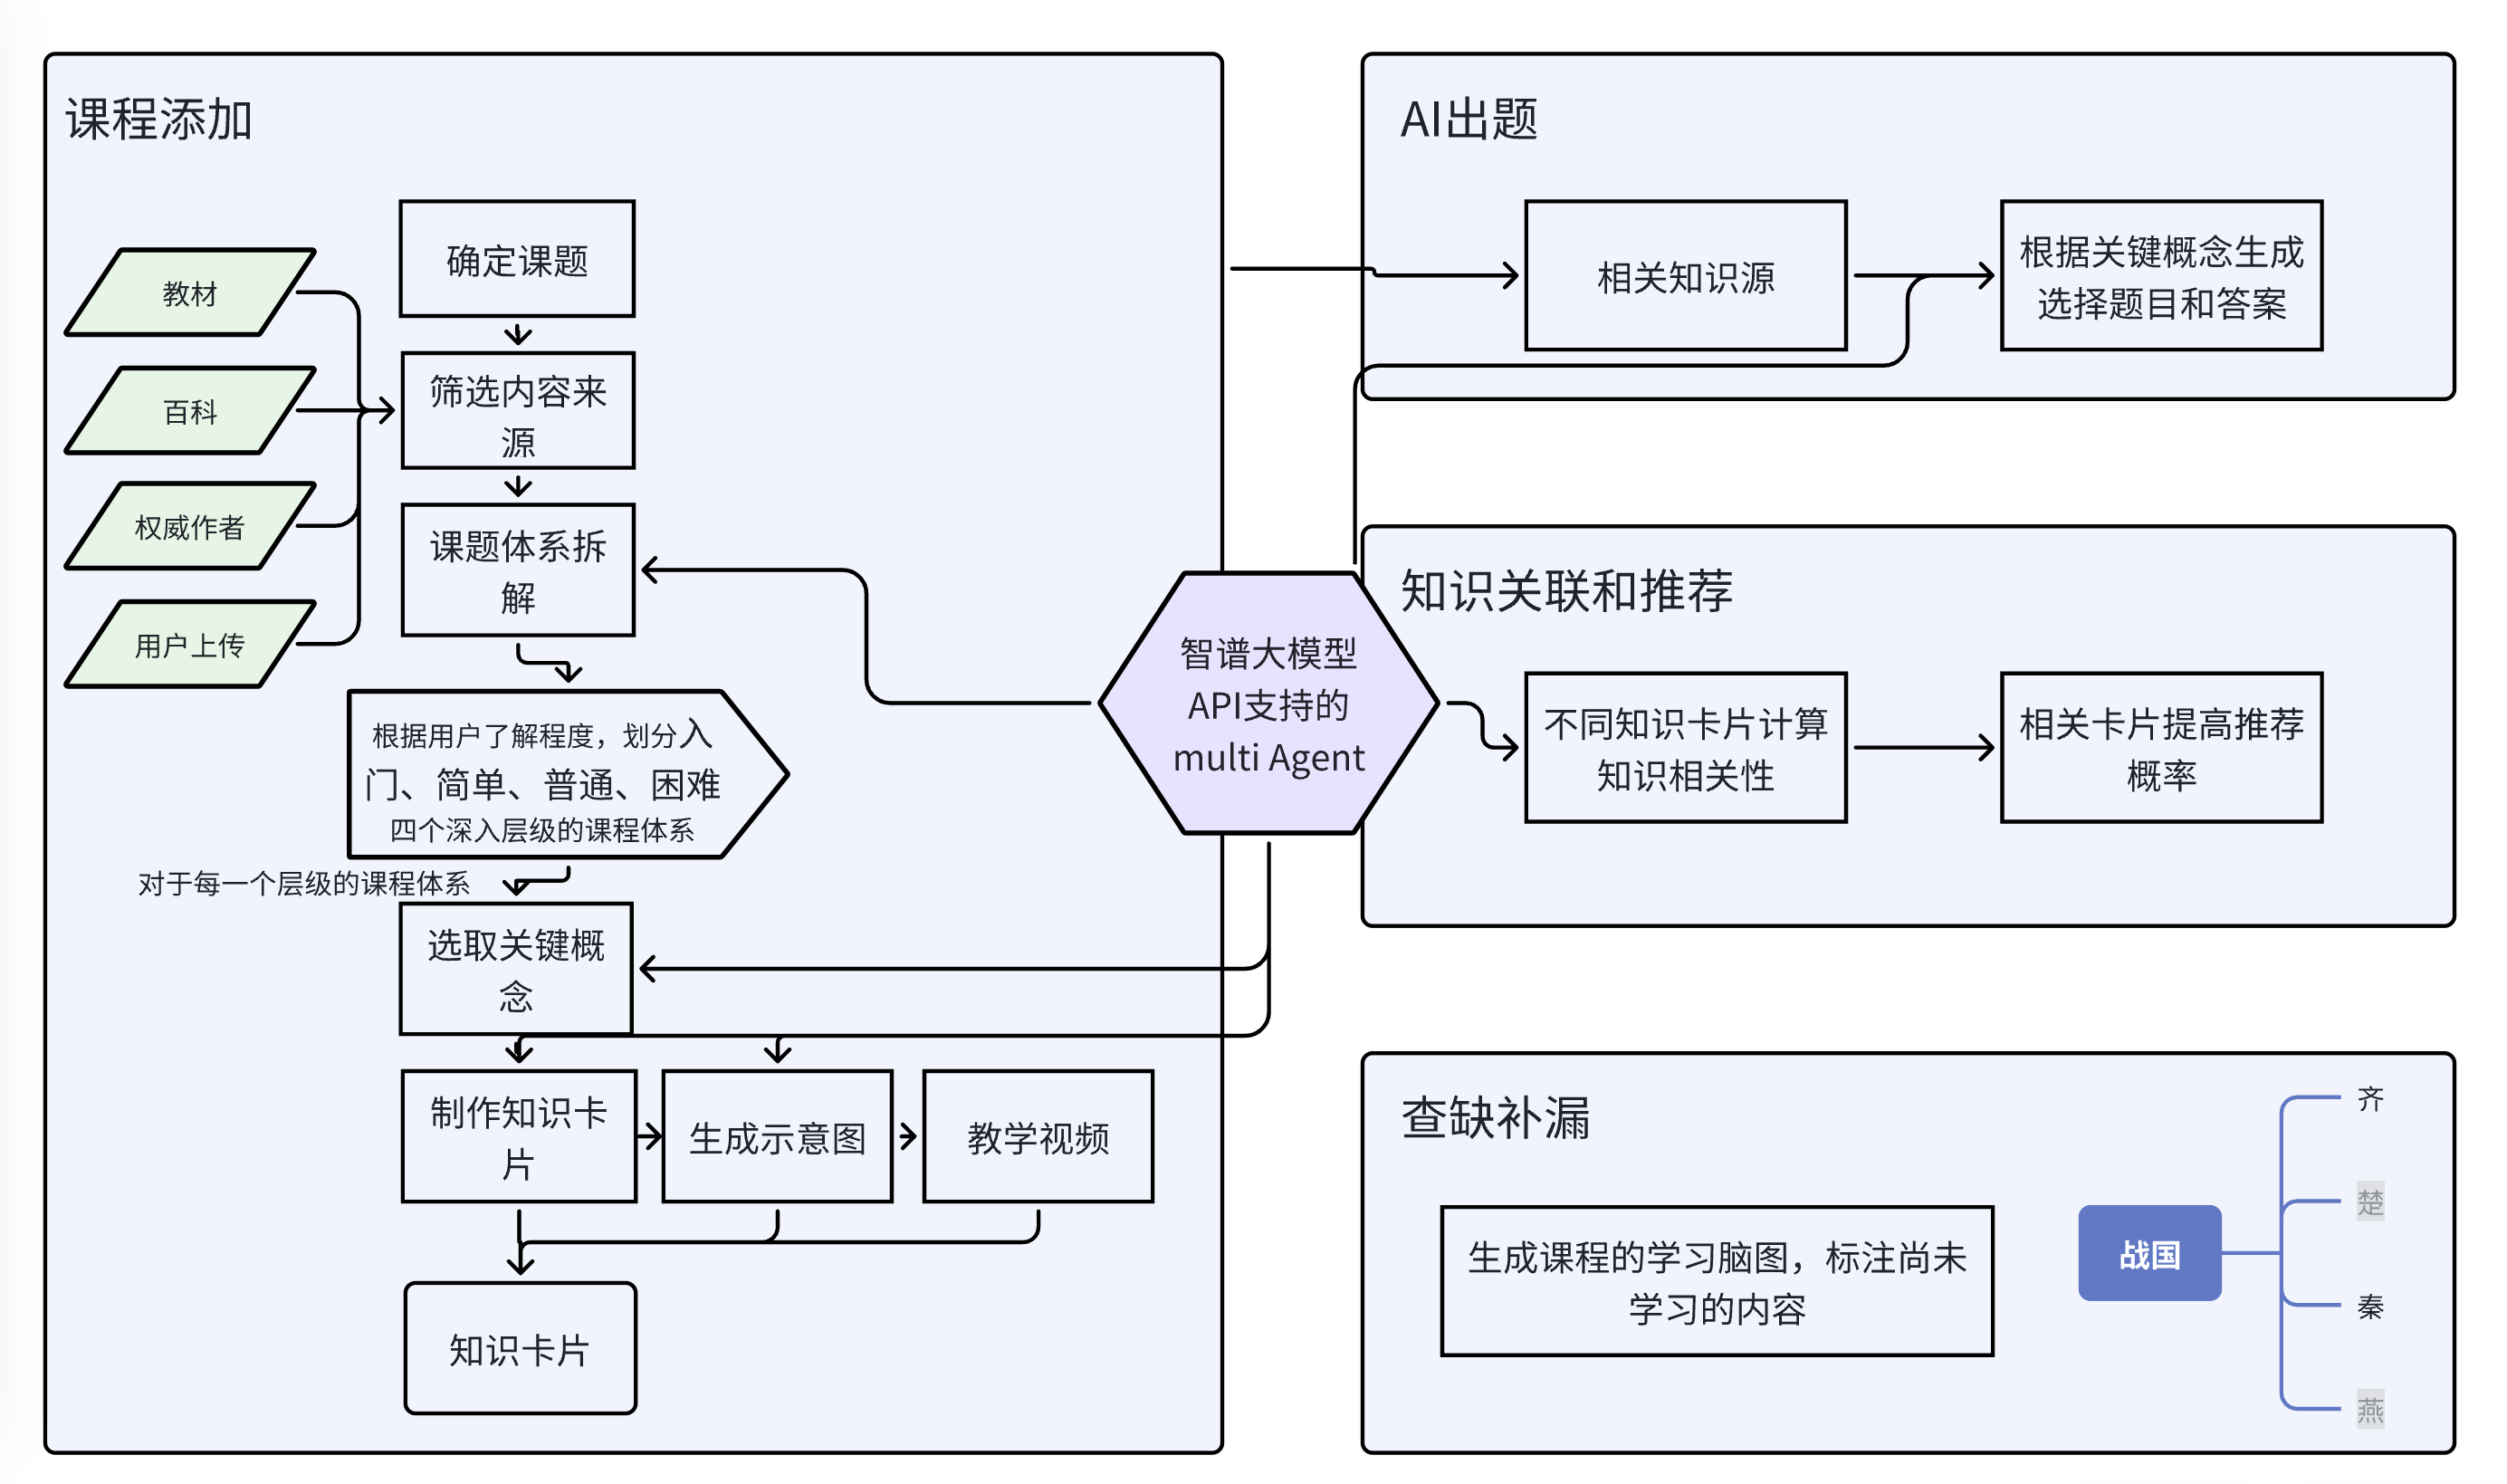 课程添加
确定课题
教材
百科
权威作者
用户上传
筛选内容来
源
课题体系拆
解
根据用户了解程度，划分入
门、简单、普通、困难
四个深入层级的课程体系
对于每一个层级的课程体系
选取关键概
念
制作知识卡
片
生成示意图
教学视频
知识卡片
智谱大模型
API支持的
multi Agent
AI出题
相关知识源
根据关键概念生成
选择题目和答案
知识关联和推荐
不同知识卡片计算
知识相关性
相关卡片提高推荐
概率
查缺补漏
生成课程的学习脑图，标注尚未
学习的内容
战国
齐
楚
秦
燕